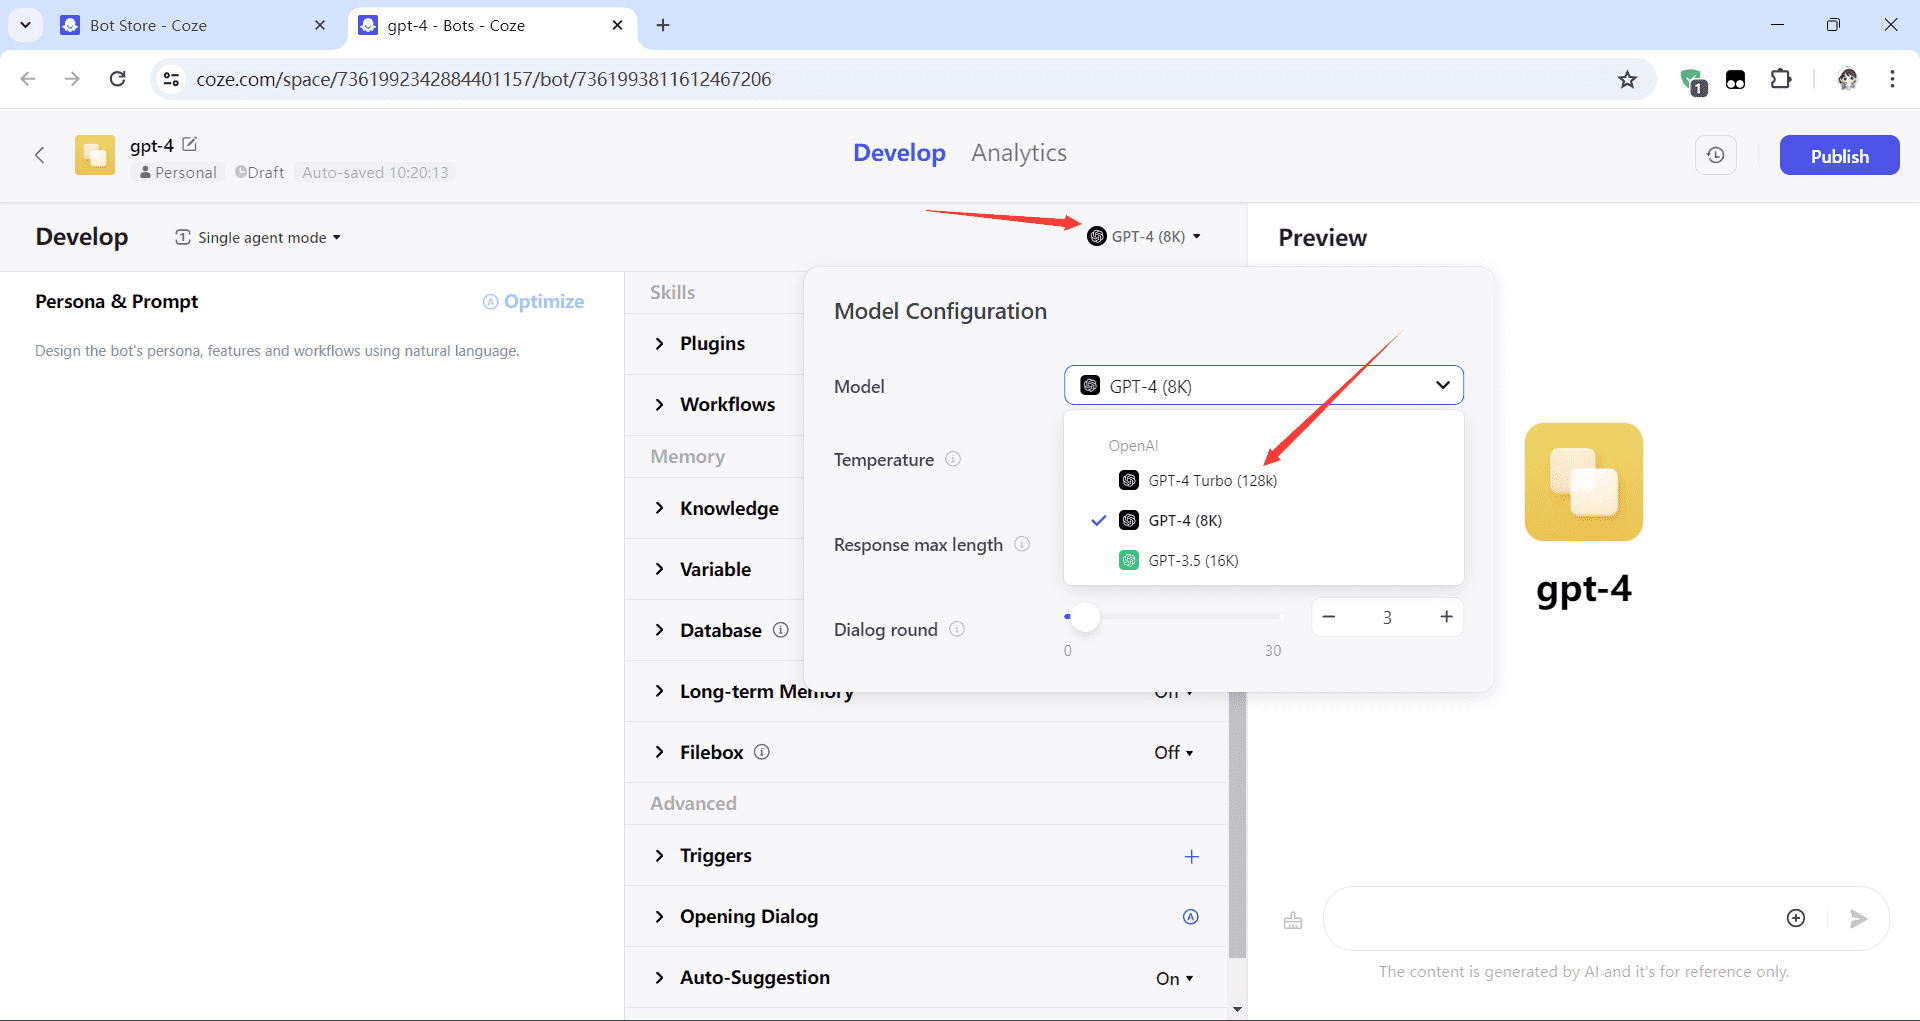 Bot Store - Coze
gpt-4 - Bots - Coze
coze.com/space/7361992342884401157/bot/7361993811612467206
1
gpt-4
Personal
Draft
Auto-saved 10:20:13
Develop
Analytics
Publish
Develop
1
Single agent mode
GPT-4 (8K)
Preview
Persona & Prompt
A
Optimize
Design the bot's persona, features and workflows using natural language.
Skills
Plugins
Workflows
Memory
Knowledge
Variable
Database
Long-term Memory
Filebox
Off
Advanced
Triggers
Opening Dialog
A
Auto-Suggestion
On
Model Configuration
Model
GPT-4 (8K)
OpenAI
GPT-4 Turbo (128k)
GPT-4 (8K)
GPT-3.5 (16K)
Temperature
Response max length
Dialog round
0
30
3
gpt-4
The content is generated by AI and it's for reference only.